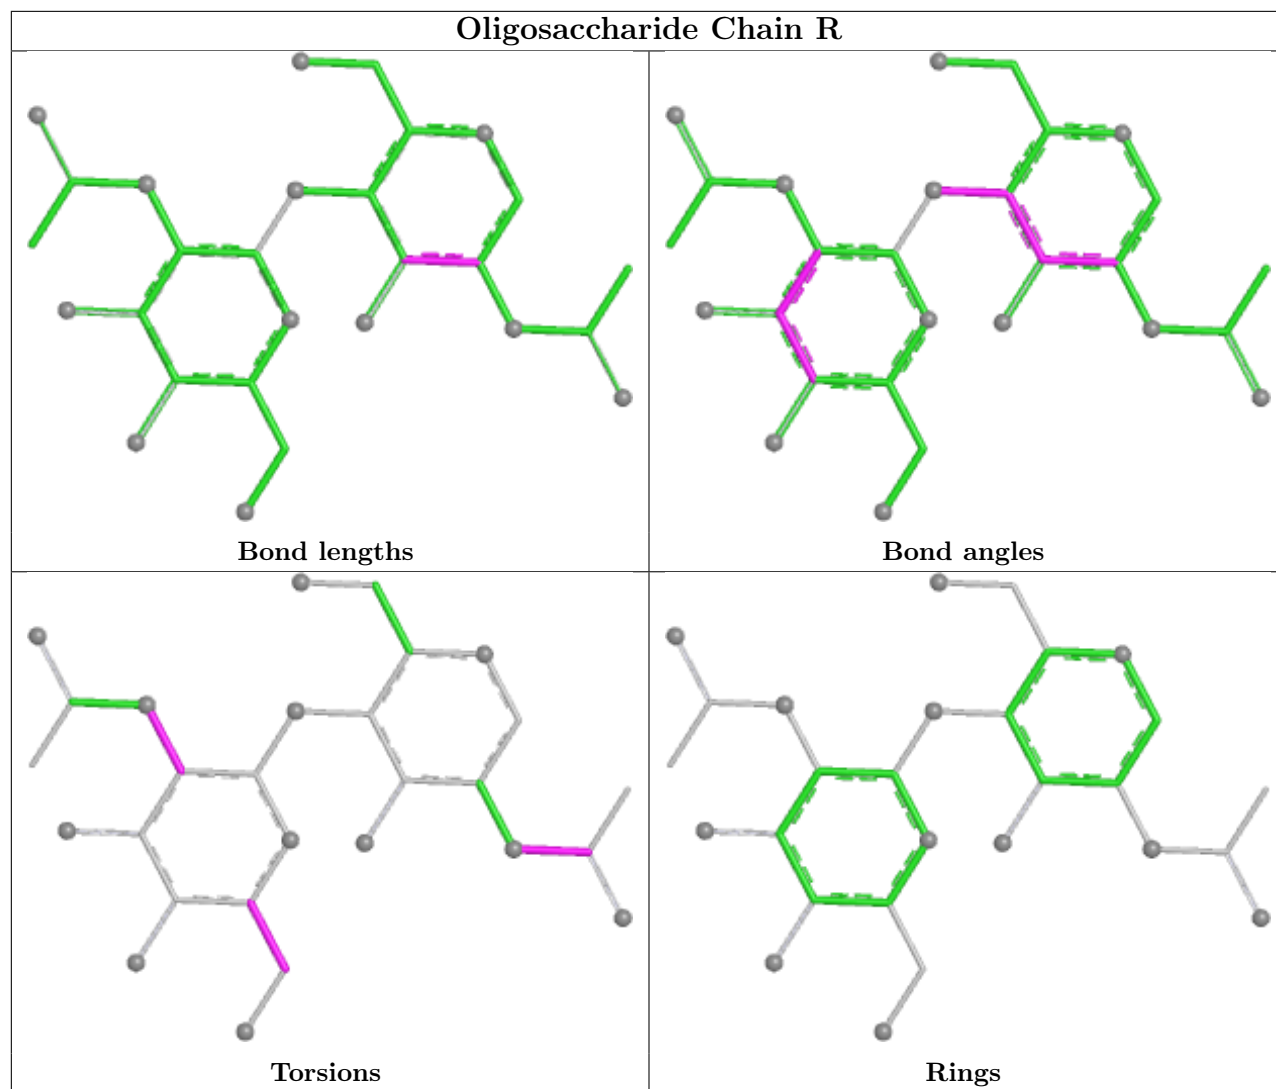 Oligosaccharide Chain R
Bond lengths
Bond angles
Torsions
Rings